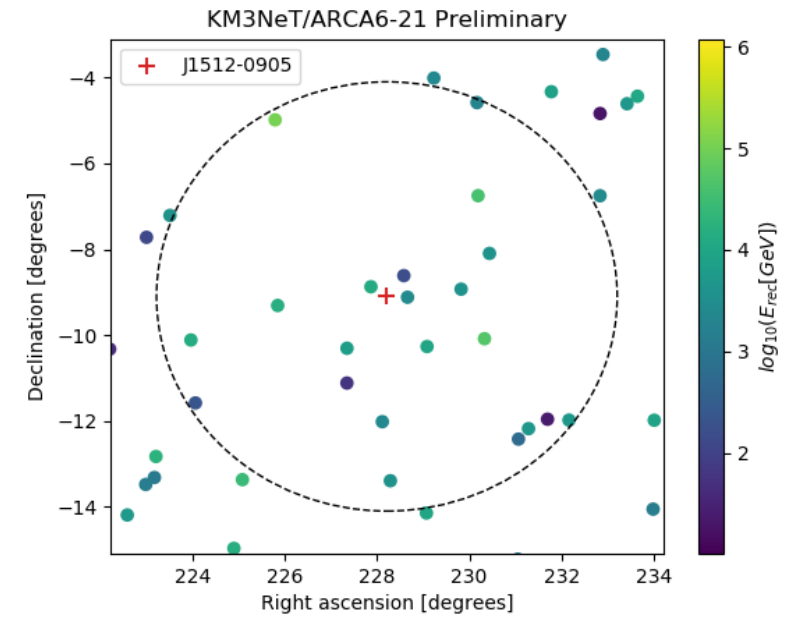 KM3NeT/ARCA6-21 Preliminary
J1512-0905
−4
−6
−8
−10
−12
−14
Declination [degrees]
224 226 228 230 232 234
Right ascension [degrees]
6
5
4
3
2
log₁₀(E_rec[GeV])